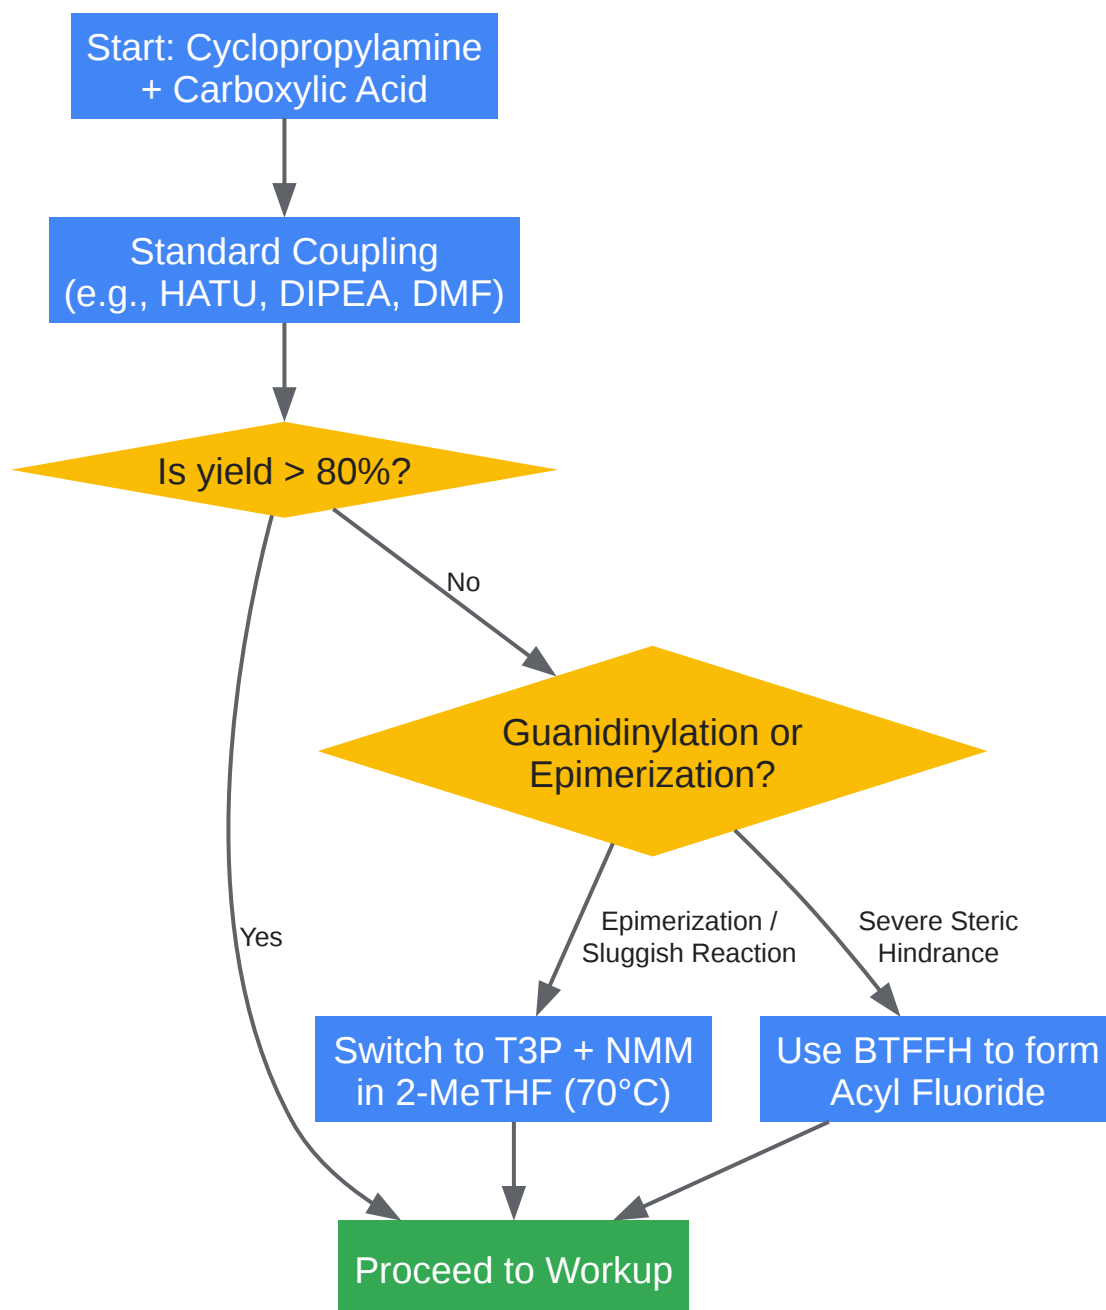 Start: Cyclopropylamine
+ Carboxylic Acid
Standard Coupling
(e.g., HATU, DIPEA, DMF)
Is yield > 80%?
No
Guanidinylation or
Epimerization?
Yes
Epimerization /
Sluggish Reaction
Severe Steric
Hindrance
Switch to T3P + NMM
in 2-MeTHF (70°C)
Use BTFFH to form
Acyl Fluoride
Proceed to Workup